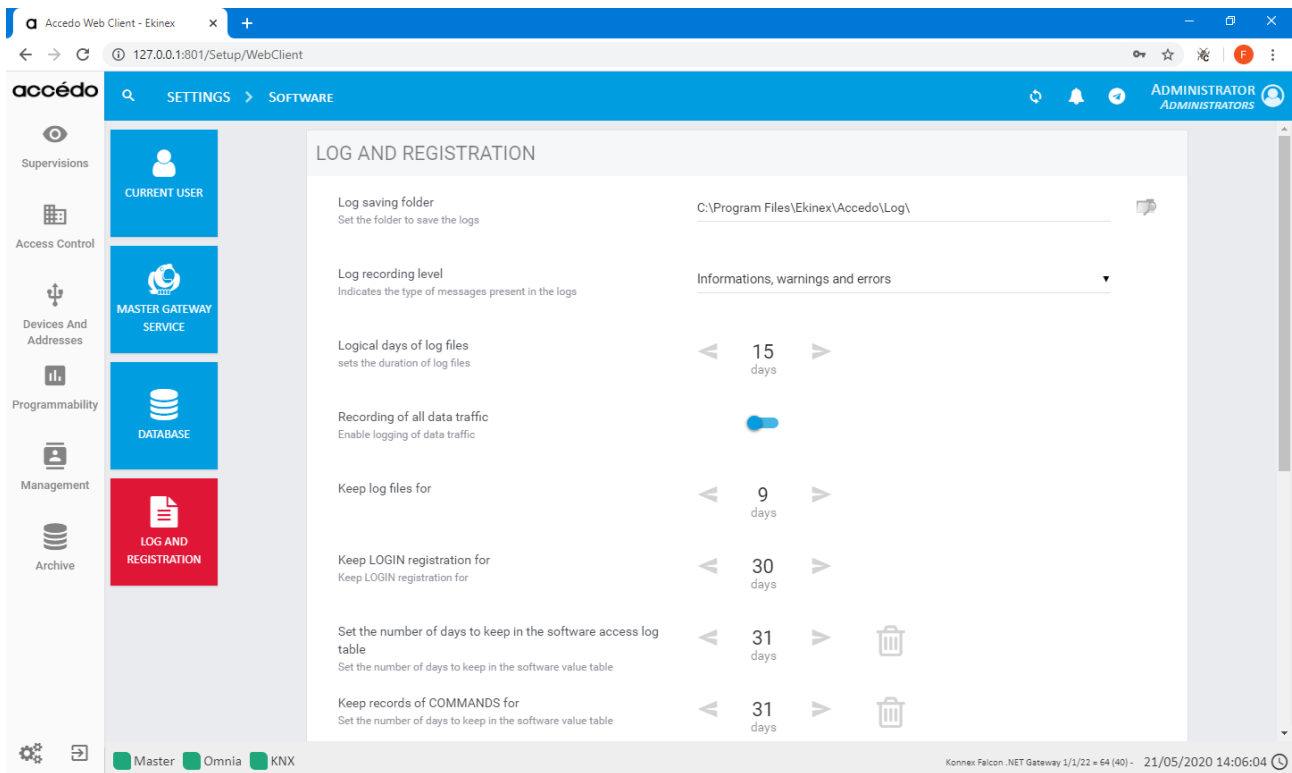 Accedo Web Client - Ekinex
127.0.0.1:801/Setup/WebClient
F
accédo
SETTINGS > SOFTWARE
ADMINISTRATOR
ADMINISTRATORS
Supervisions
Access Control
Devices And
Addresses
Programmability
Management
Archive
CURRENT USER
MASTER GATEWAY
SERVICE
DATABASE
LOG AND
REGISTRATION
LOG AND REGISTRATION
Log saving folder
Set the folder to save the logs
C:\Program Files\Ekinex\Accedo\Log\
Log recording level
Indicates the type of messages present in the logs
Informations, warnings and errors
Logical days of log files
sets the duration of log files
15
days
Recording of all data traffic
Enable logging of data traffic
Keep log files for
9
days
Keep LOGIN registration for
Keep LOGIN registration for
30
days
Set the number of days to keep in the software access log
table
Set the number of days to keep in the software value table
31
days
Keep records of COMMANDS for
Set the number of days to keep in the software value table
31
days
Master Omnia KNX
Konnex Falcon .NET Gateway 1/1/22 = 64 (40) - 21/05/2020 14:06:04